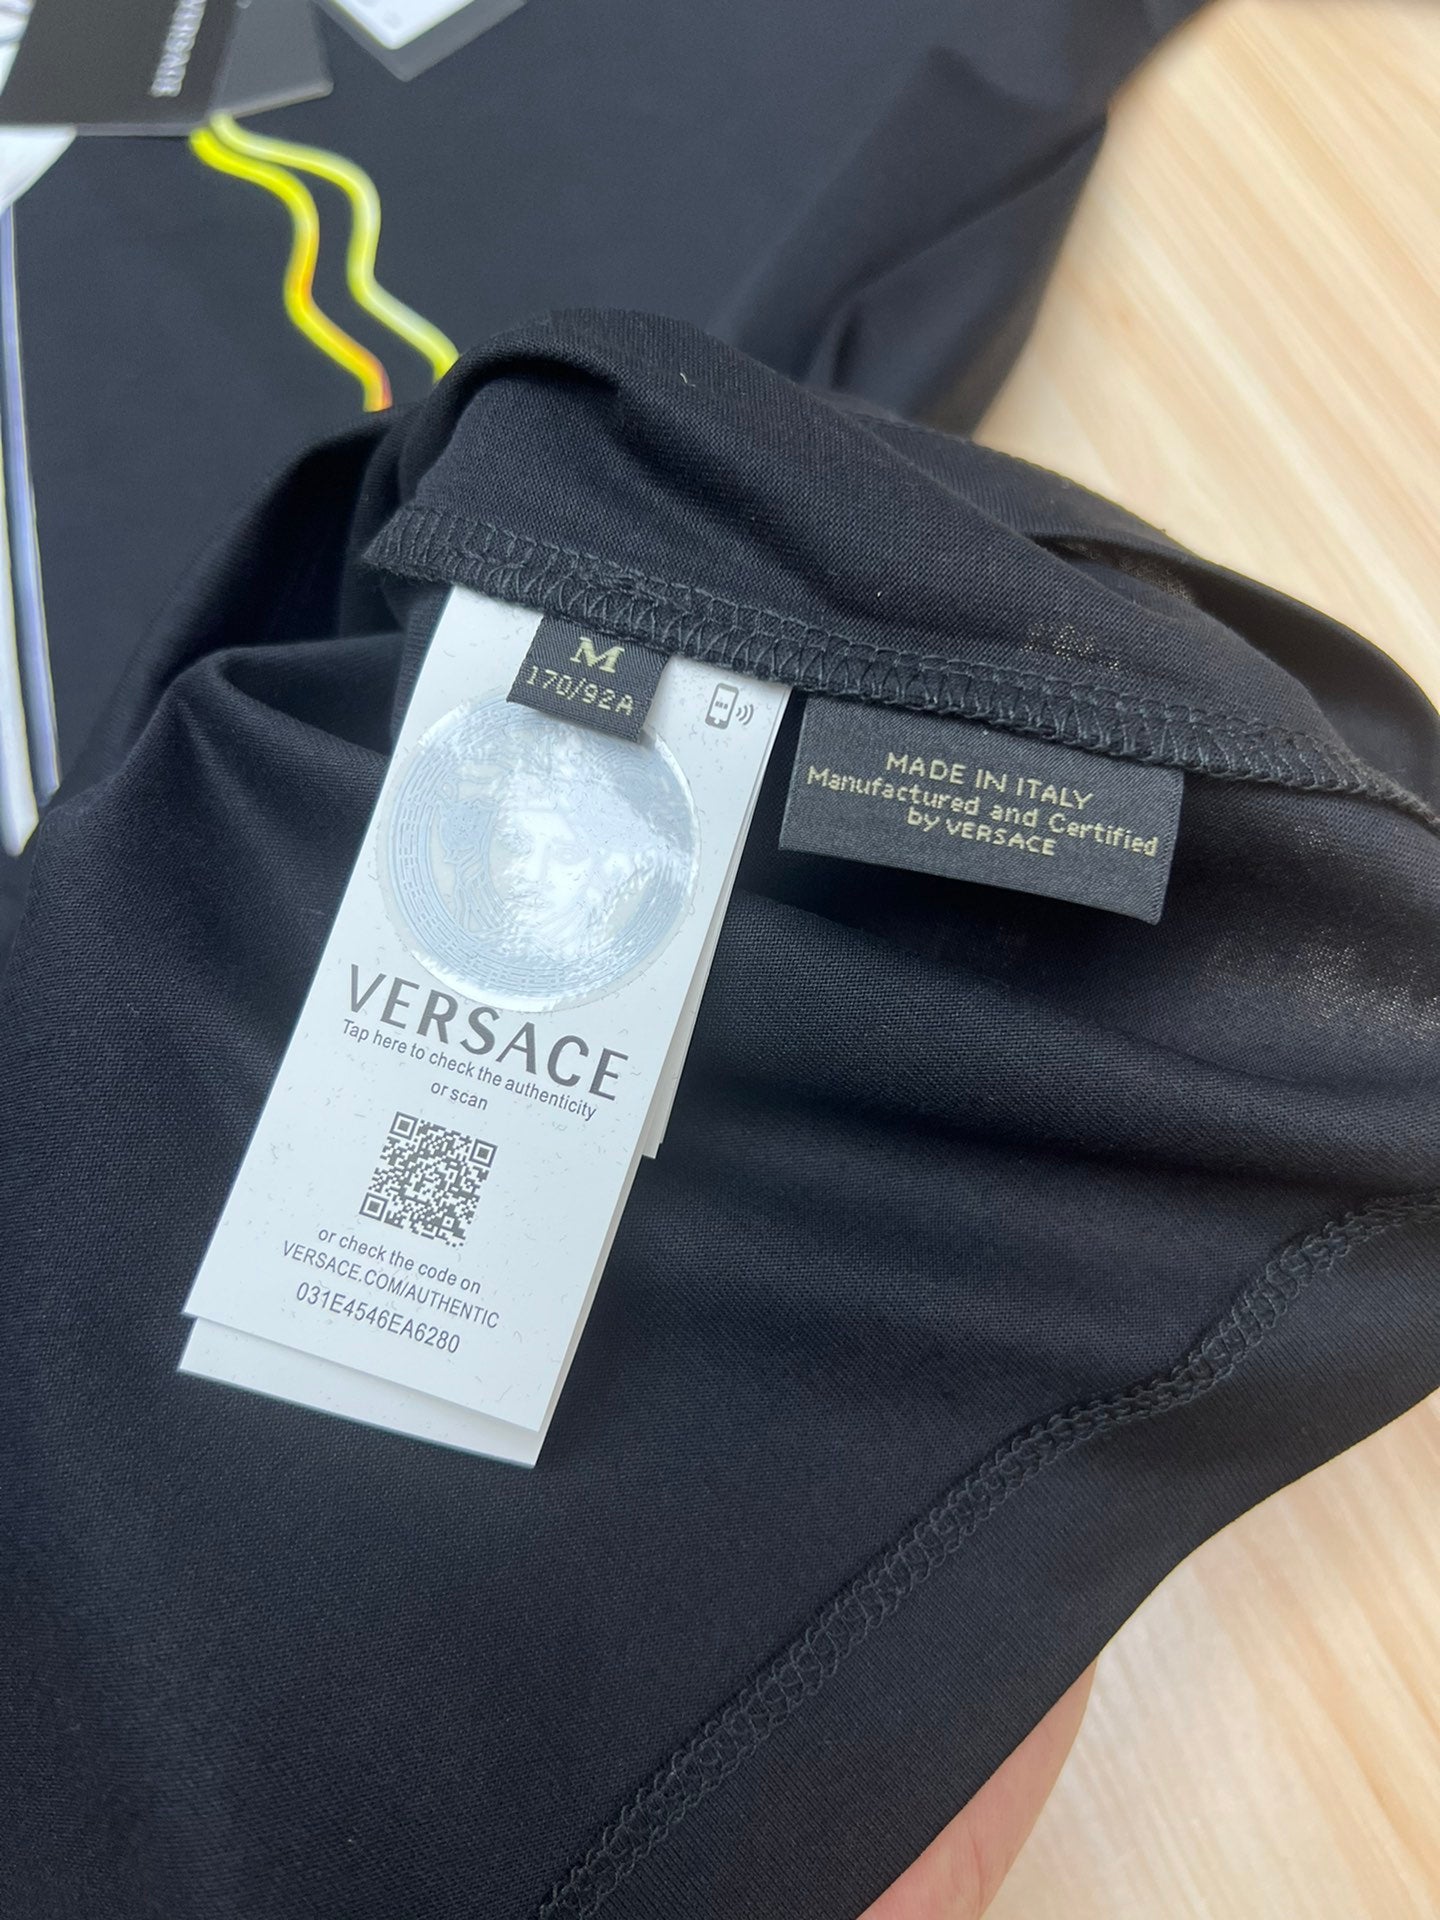 VERSACE
M
170/92A
MADE IN ITALY
Manufactured and Certified
by VERSACE
VERSACE
Tap here to check the authenticity
or scan
or check the code on
VERSACE.COM/AUTHENTIC
031E4546EA6280